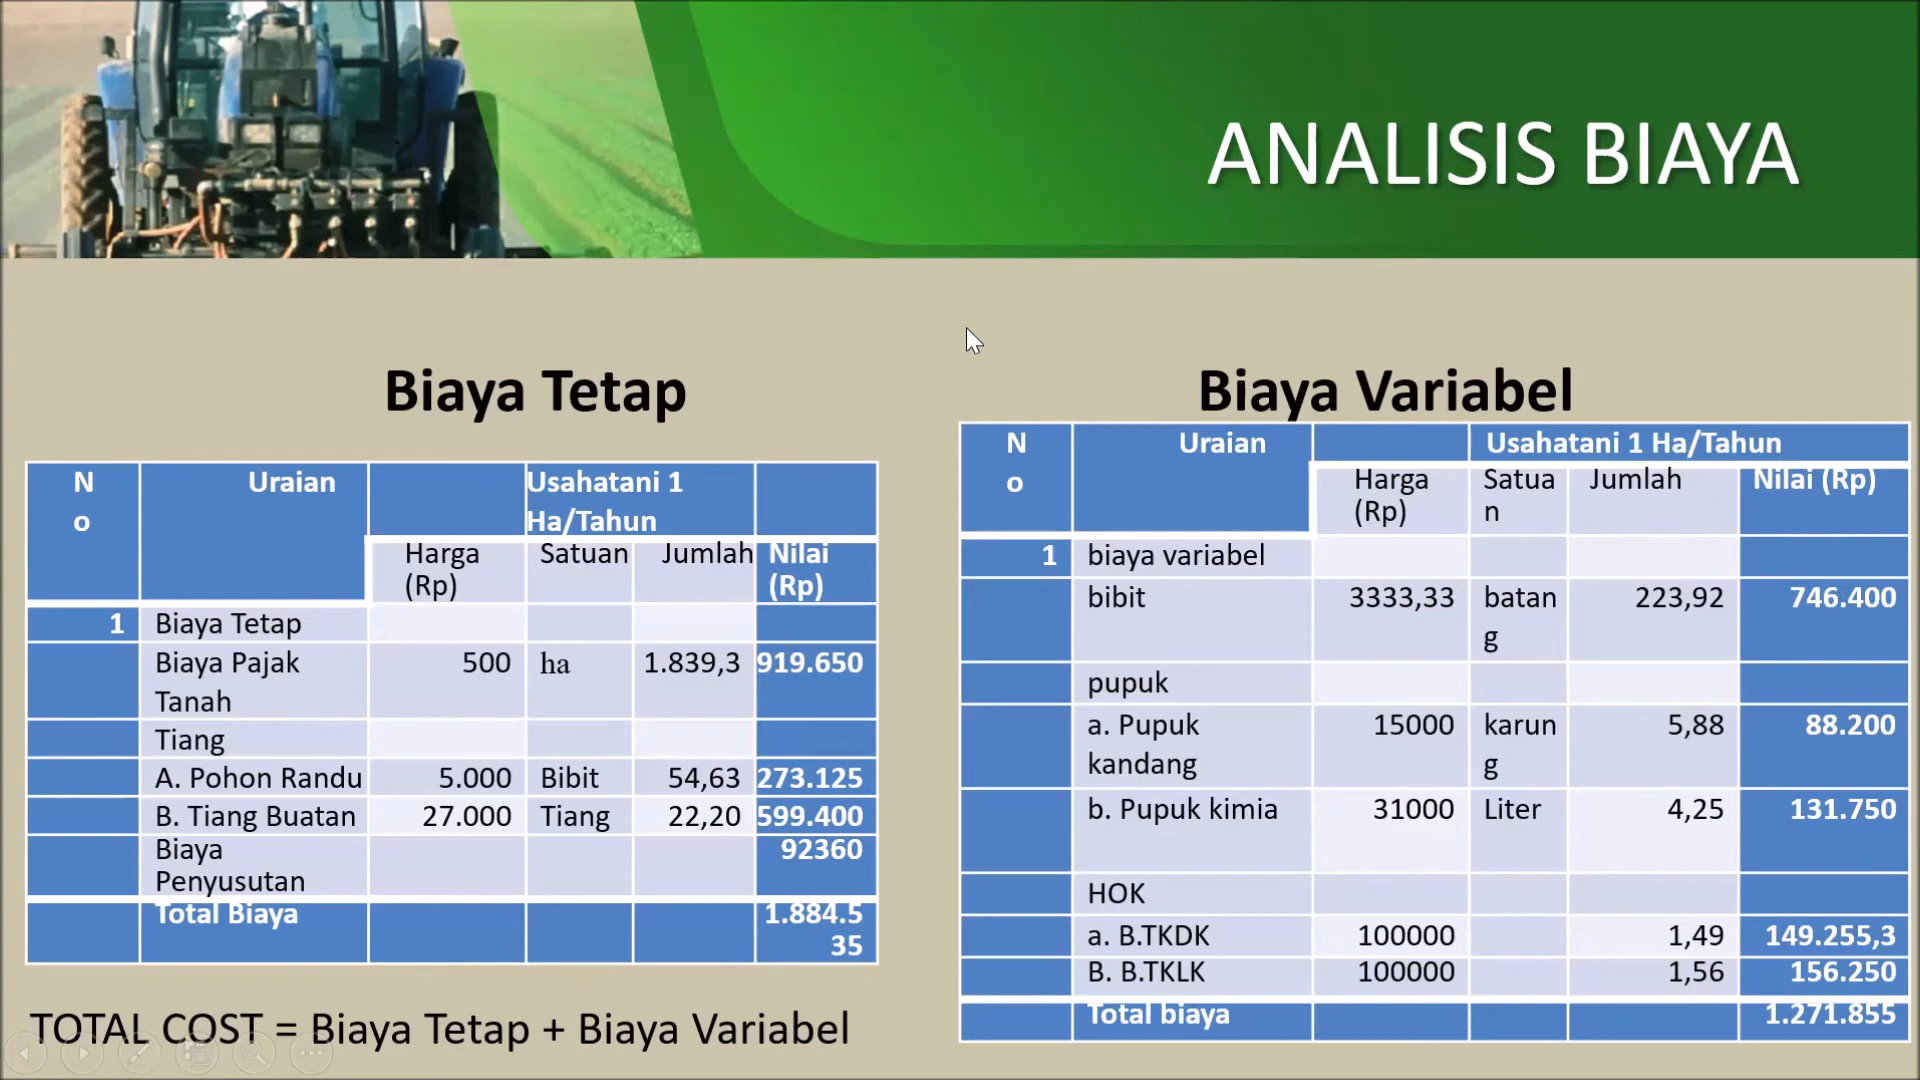 ANALISIS BIAYA
Biaya Tetap
N
o
Uraian
Usahatani 1
Ha/Tahun
Harga
(Rp)
Satuan
Jumlah
Nilai
(Rp)
1 Biaya Tetap
Biaya Pajak
Tanah
500 ha 1.839,3 919.650
Tiang
A. Pohon Randu 5.000 Bibit 54,63 273.125
B. Tiang Buatan 27.000 Tiang 22,20 599.400
Biaya
Penyusutan
92360
Total Biaya
1.884.5
35
TOTAL COST = Biaya Tetap + Biaya Variabel
Biaya Variabel
N
o
Uraian
Usahatani 1 Ha/Tahun
Harga
(Rp)
Satua
n
Jumlah
Nilai (Rp)
1 biaya variabel
bibit 3333,33 batan
g
223,92 746.400
pupuk
a. Pupuk
kandang
15000 karun
g
5,88 88.200
b. Pupuk kimia 31000 Liter 4,25 131.750
HOK
a. B.TKDK 100000 1,49 149.255,3
B. B.TKLK 100000 1,56 156.250
Total biaya 1.271.855